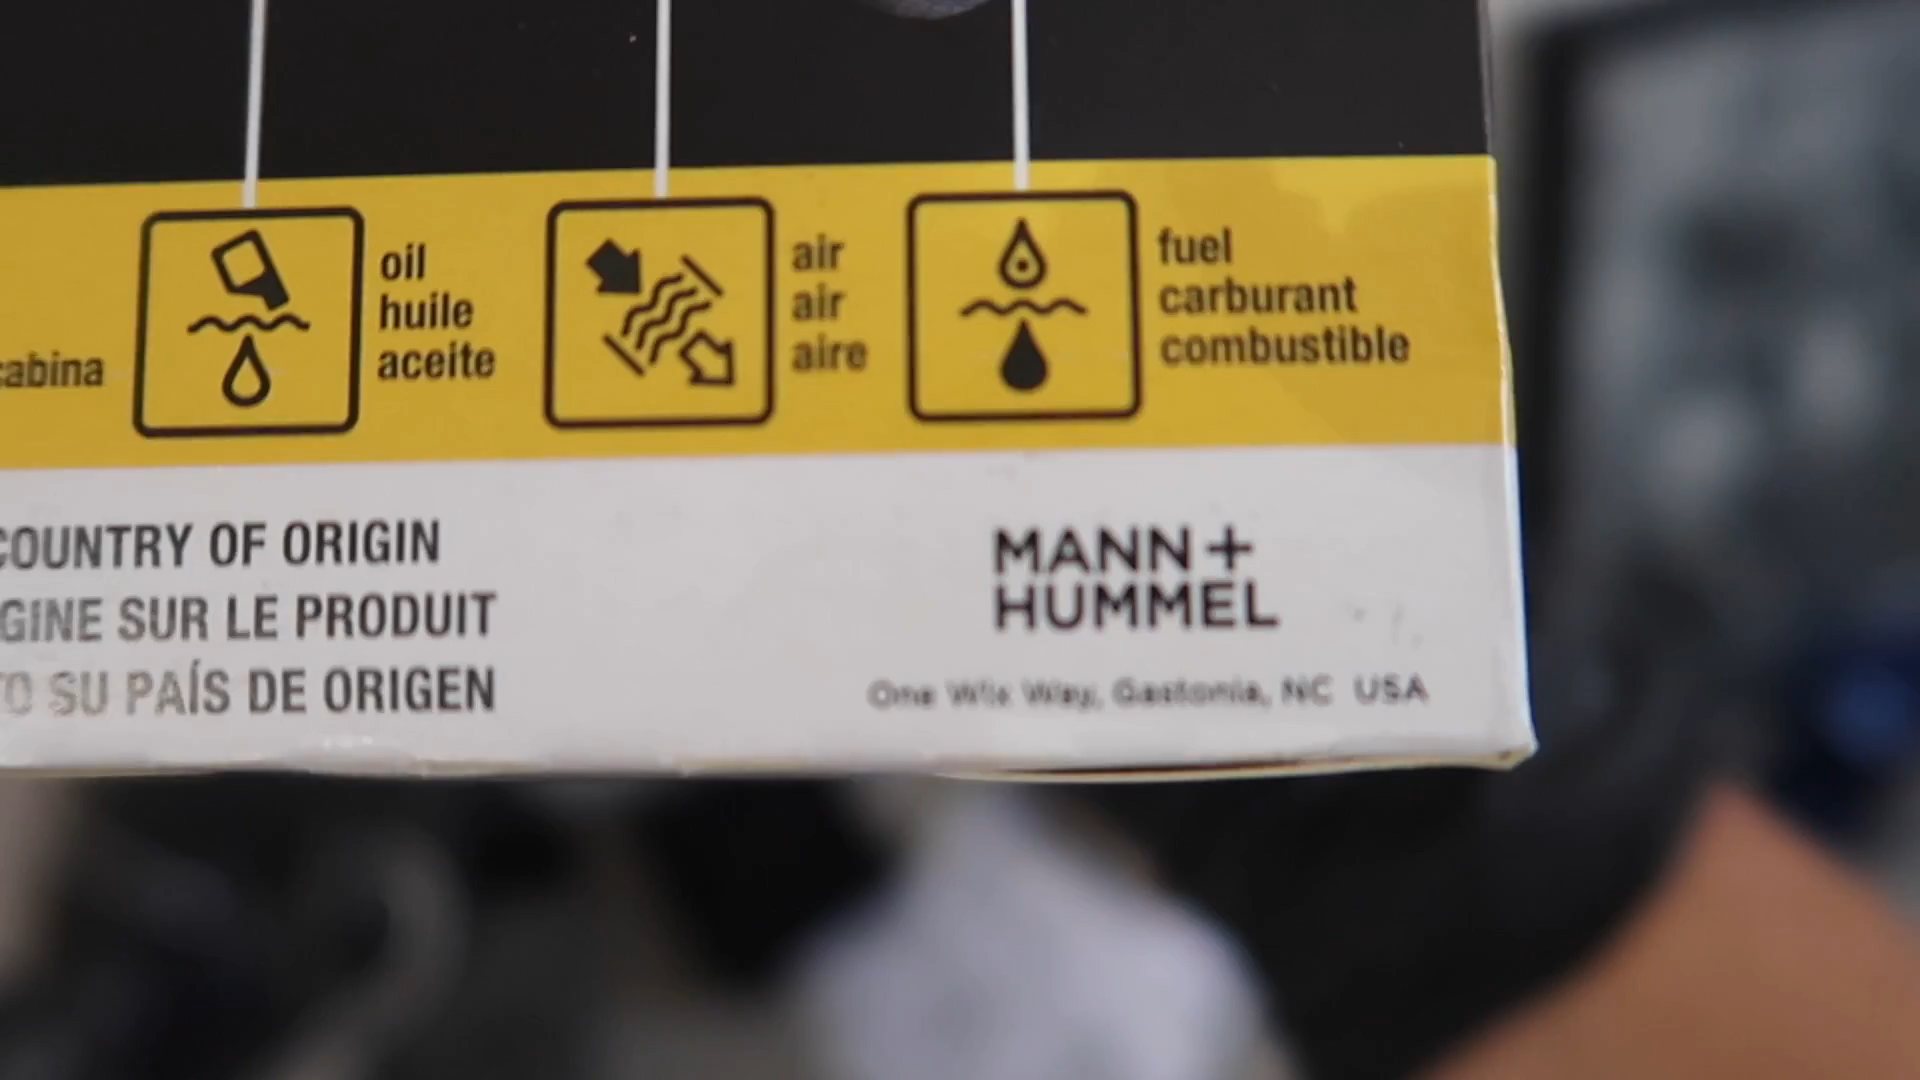 cabina
oil
huile
aceite
air
air
aire
fuel
carburant
combustible
COUNTRY OF ORIGIN
SUR LE PRODUIT
SU PAÍS DE ORIGEN
MANN+
HUMMEL
One Wix Way, Gastonia, NC USA